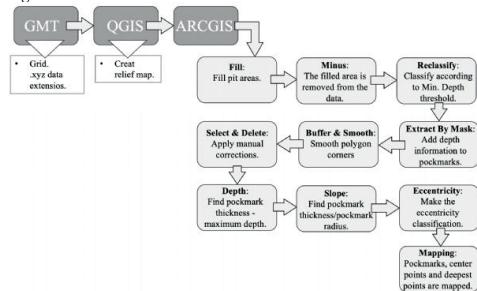 GMT
QGIS
ARCGIS
• Grid.
.xyz data
extensios.
• Creat
relief map.
Fill:
Fill pit areas.
Minus:
The filled area is
removed from the
data.
Reclassify:
Classify according
to Min. Depth
threshold.
Select & Delete:
Apply manual
corrections.
Buffer & Smooth:
Smooth polygon
corners
Extract By Mask:
Add depth
information to
pockmarks.
Depth:
Find pockmark
thickness -
maximum depth.
Slope:
Find pockmark
thickness/pockmark
radius.
Eccentricity:
Make the
eccentricity
classification.
Mapping:
Pockmarks, center
points and deepest
points are mapped.